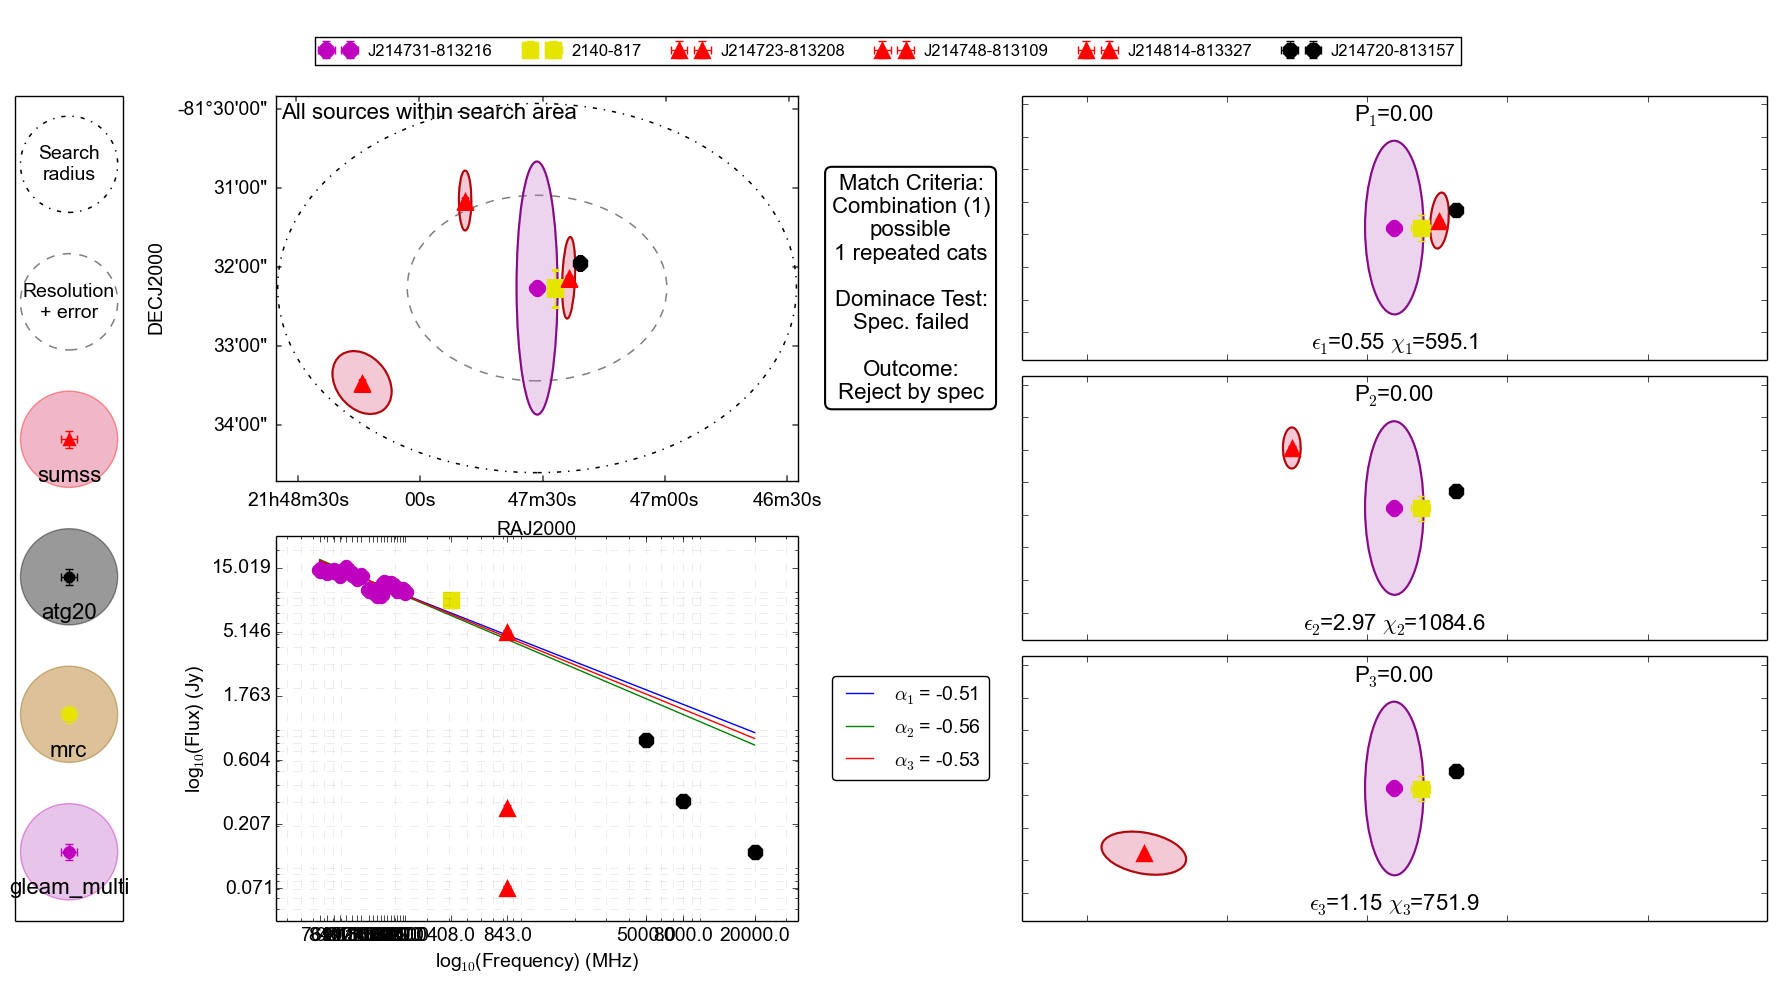 J214731-813216 2140-817 J214723-813208 J214748-813109 J214814-813327 J214720-813157
Search
radius
Resolution
+ error
sumss
atg20
mrc
gleam_multi
All sources within search area
DECJ2000
-81°30'00"
31'00"
32'00"
33'00"
34'00"
21h48m30s 00s 47m30s 47m00s 46m30s
RAJ2000
Match Criteria:
Combination (1)
possible
1 repeated cats
Dominace Test:
Spec. failed
Outcome:
Reject by spec
log10(Flux) (Jy)
15.019
5.146
1.763
0.604
0.207
0.071
408.0 843.0 5000.0 8000.0 20000.0
log10(Frequency) (MHz)
α1 = -0.51
α2 = -0.56
α3 = -0.53
P1=0.00
ϵ1=0.55 χ1=595.1
P2=0.00
ϵ2=2.97 χ2=1084.6
P3=0.00
ϵ3=1.15 χ3=751.9